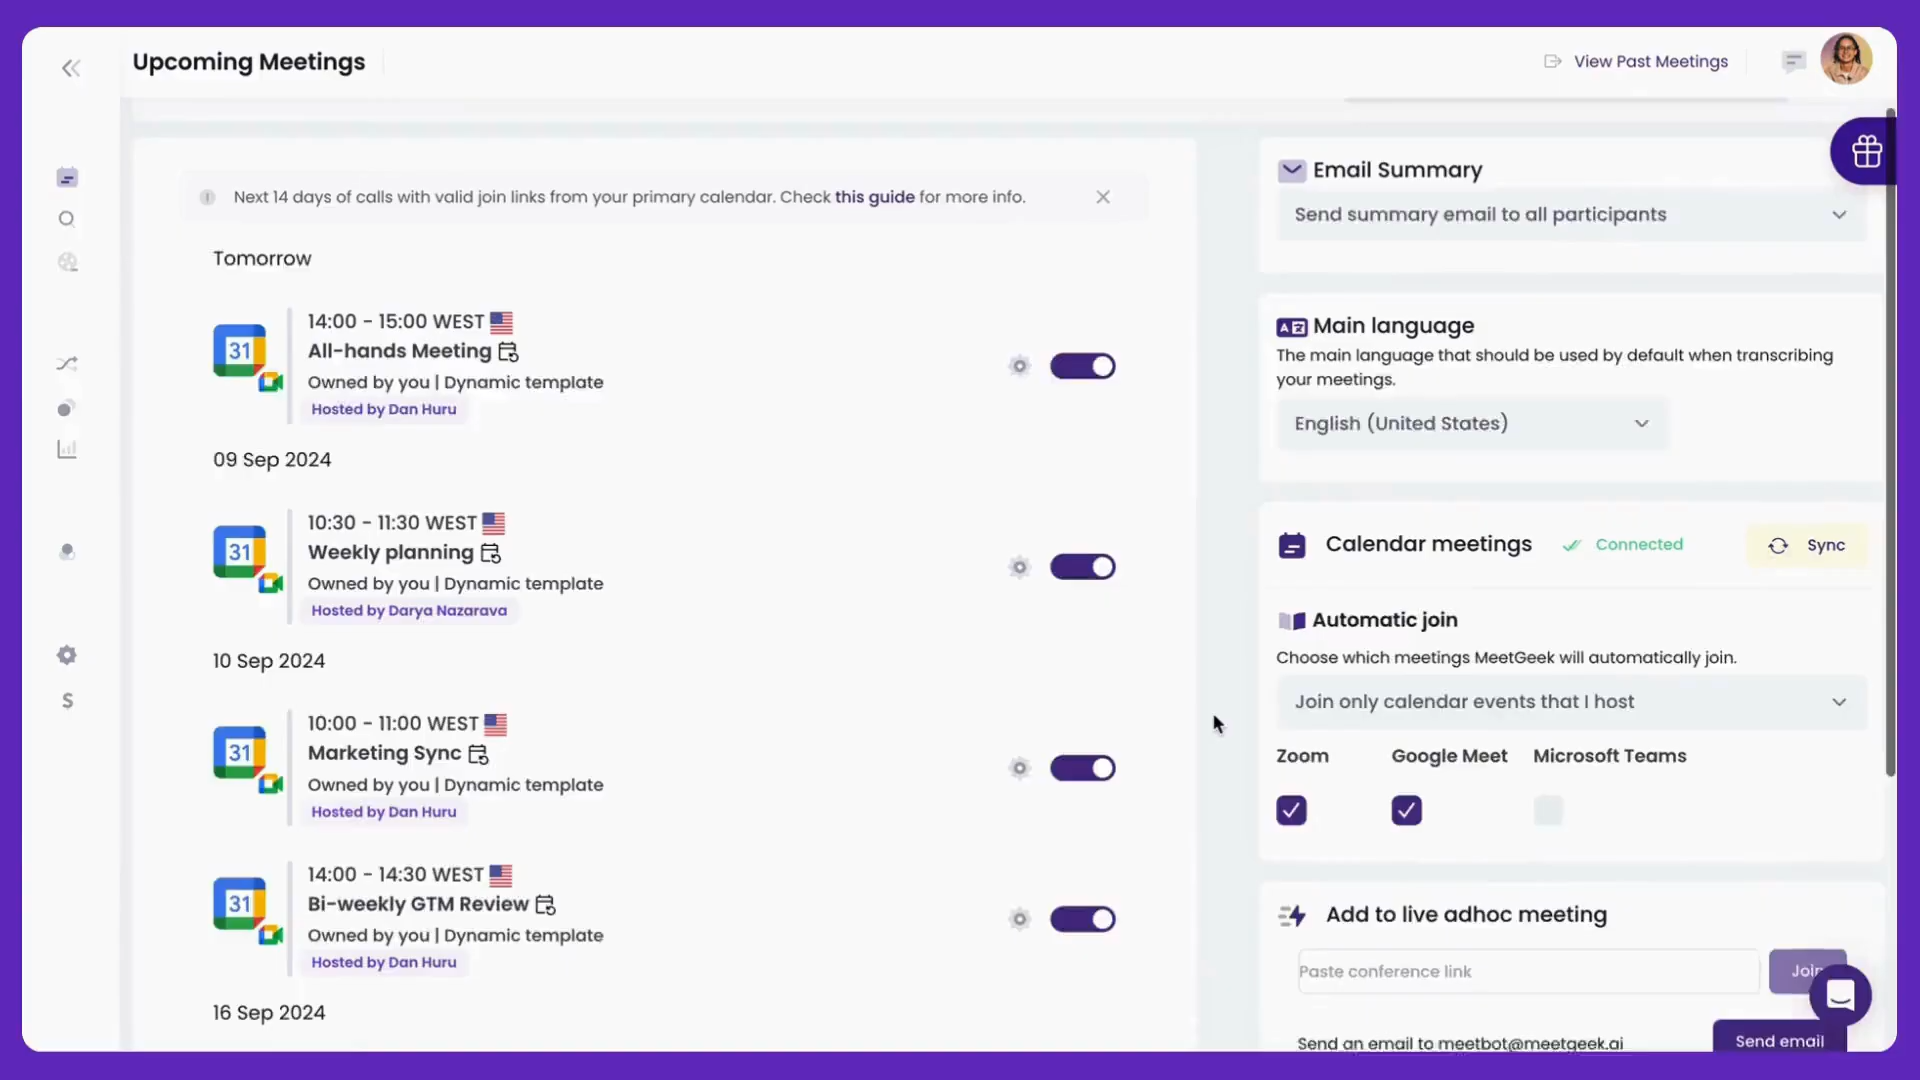 Upcoming Meetings
View Past Meetings
Next 14 days of calls with valid join links from your primary calendar. Check this guide for more info.
Tomorrow
31
14:00 - 15:00 WEST
All-hands Meeting
Owned by you | Dynamic template
Hosted by Dan Huru
09 Sep 2024
31
10:30 - 11:30 WEST
Weekly planning
Owned by you | Dynamic template
Hosted by Darya Nazarava
10 Sep 2024
31
10:00 - 11:00 WEST
Marketing Sync
Owned by you | Dynamic template
Hosted by Dan Huru
31
14:00 - 14:30 WEST
Bi-weekly GTM Review
Owned by you | Dynamic template
Hosted by Dan Huru
16 Sep 2024
$
Email Summary
Send summary email to all participants
Main language
The main language that should be used by default when transcribing
your meetings.
English (United States)
Calendar meetings
Connected
Sync
Automatic join
Choose which meetings MeetGeek will automatically join.
Join only calendar events that I host
Zoom Google Meet Microsoft Teams
Add to live adhoc meeting
Paste conference link
Join
Send an email to meetbot@meetgeek.ai
Send email